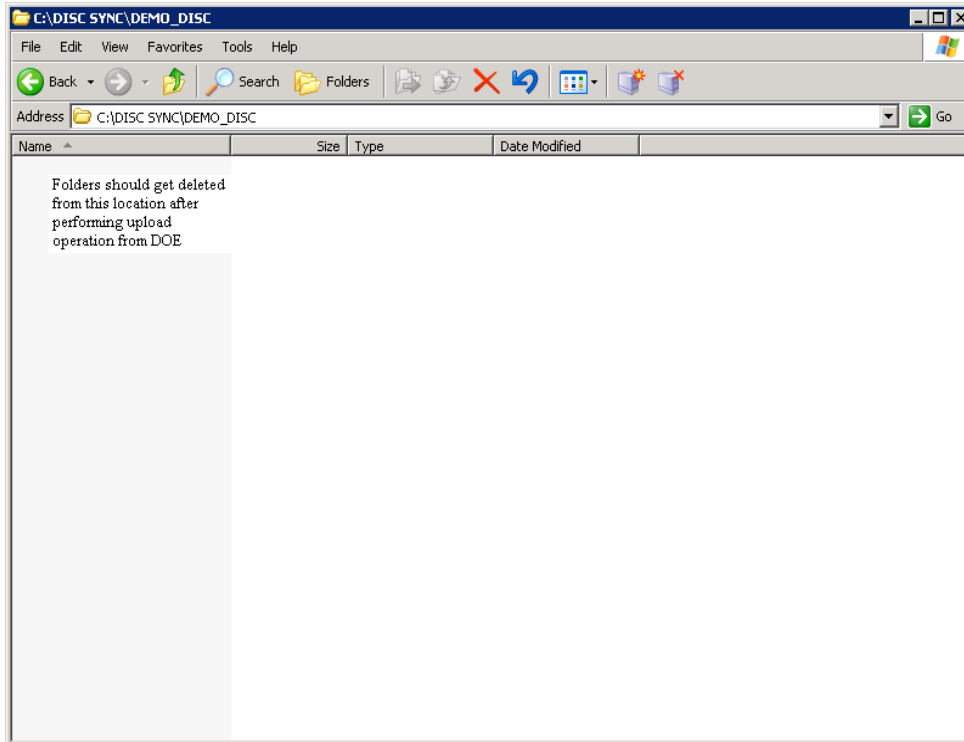 C:\DISC SYNC\DEMO_DISC
File Edit View Favorites Tools Help
Back Search Folders
Address C:\DISC SYNC\DEMO_DISC Go
Name Size Type Date Modified
Folders should get deleted
from this location after
performing upload
operation from DOE